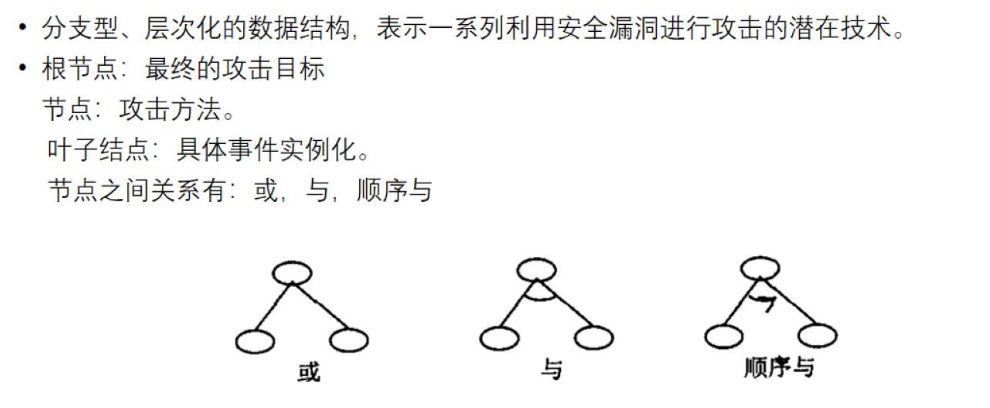 • 分支型、层次化的数据结构，表示一系列利用安全漏洞进行攻击的潜在技术。
• 根节点：最终的攻击目标
节点：攻击方法。
叶子结点：具体事件实例化。
节点之间关系有：或，与，顺序与
或
与
顺序与